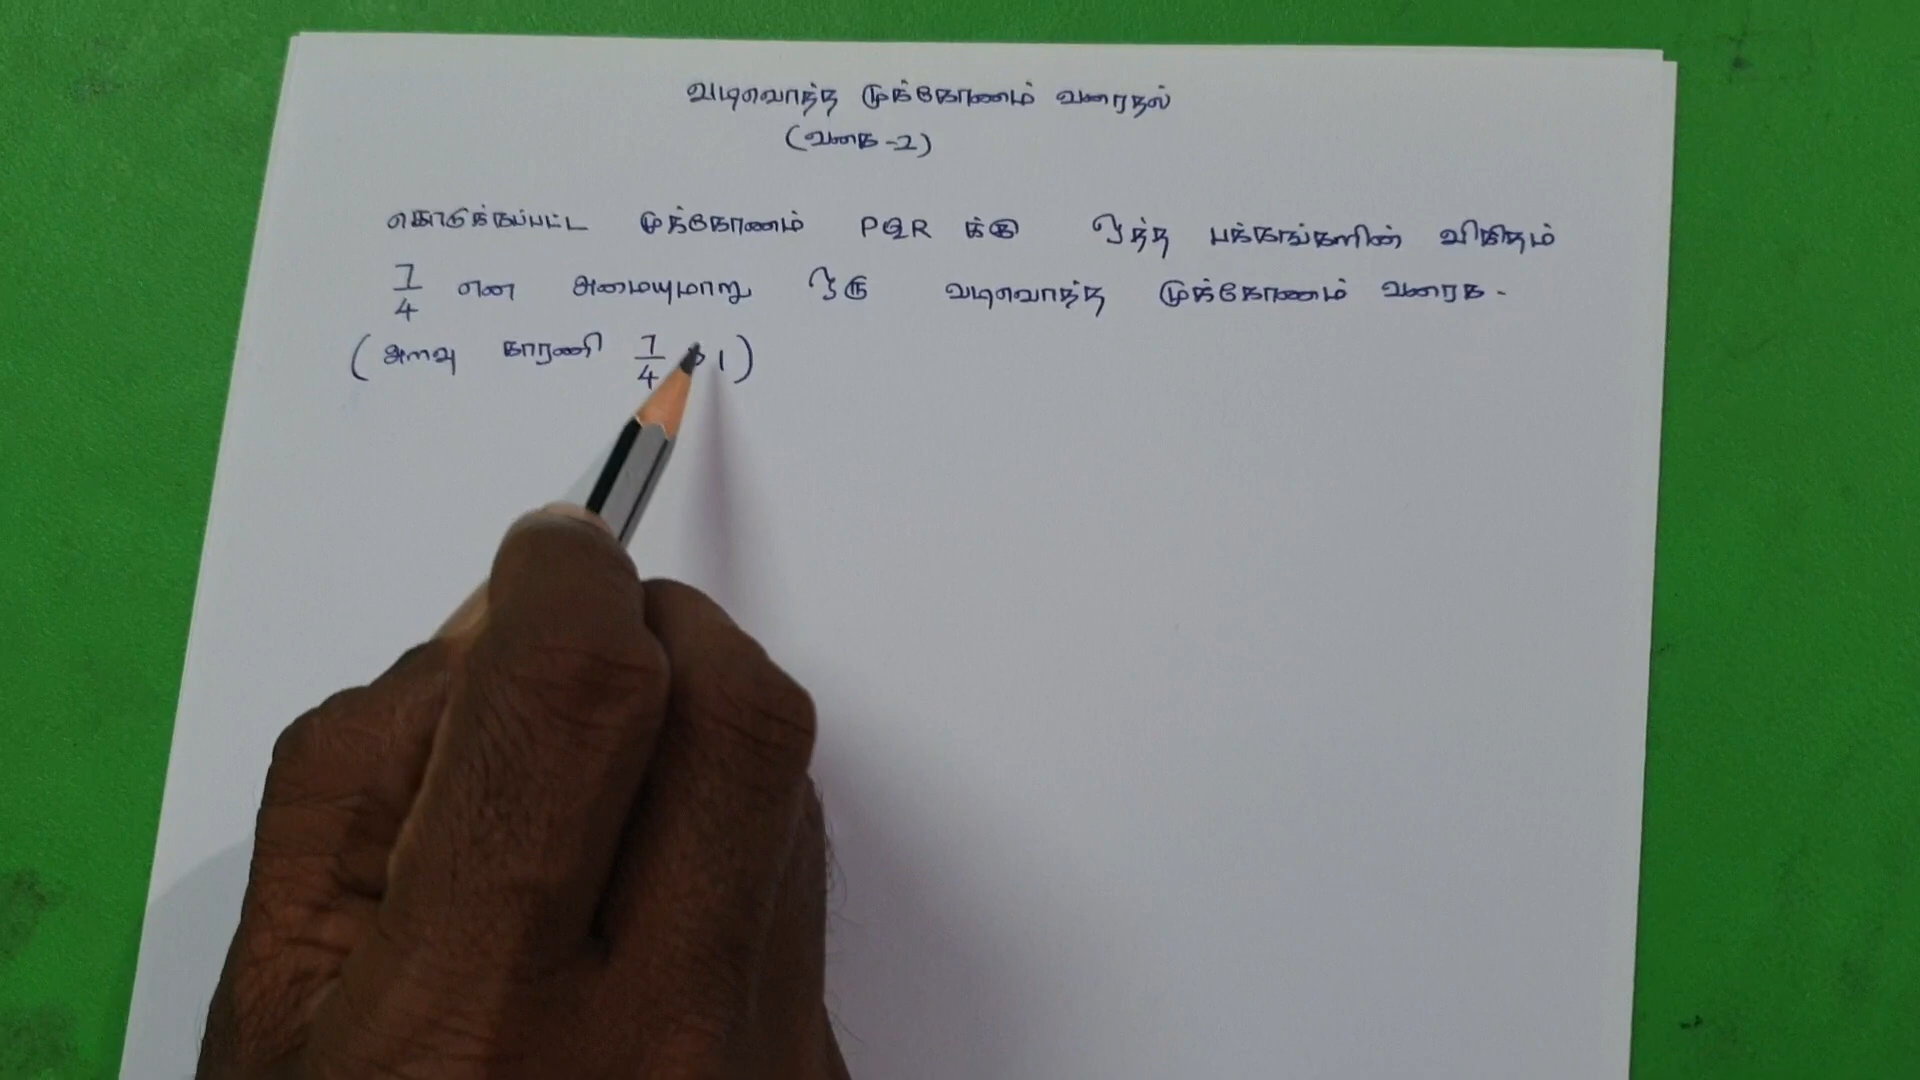 வடிவொத்த முக்கோணம் வரைதல்
(வகை -2)
கொடுக்கப்பட்ட முக்கோணம் PQR க்கு ஒத்த பக்கங்களின் விகிதம்
7/4 என அமையுமாறு ஒரு வடிவொத்த முக்கோணம் வரைக.
(அளவு காரணி 7/4 > 1)